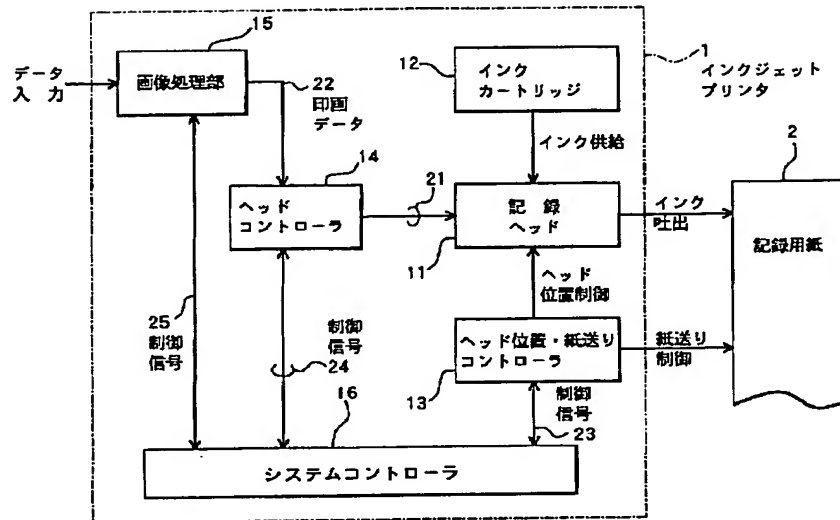 15
データ
入 力
画像処理部
22
印画
データ
12
インク
カートリッジ
1
インクジェット
プリンタ
インク供給
2
14
ヘッド
コントローラ
21
記 録
ヘッド
11
インク
吐出
記録用紙
ヘッド
位置制御
25
制御
信号
制御
信号
24
ヘッド位置・紙送り
コントローラ
13
紙送り
制御
制御
信号
23
16
システムコントローラ